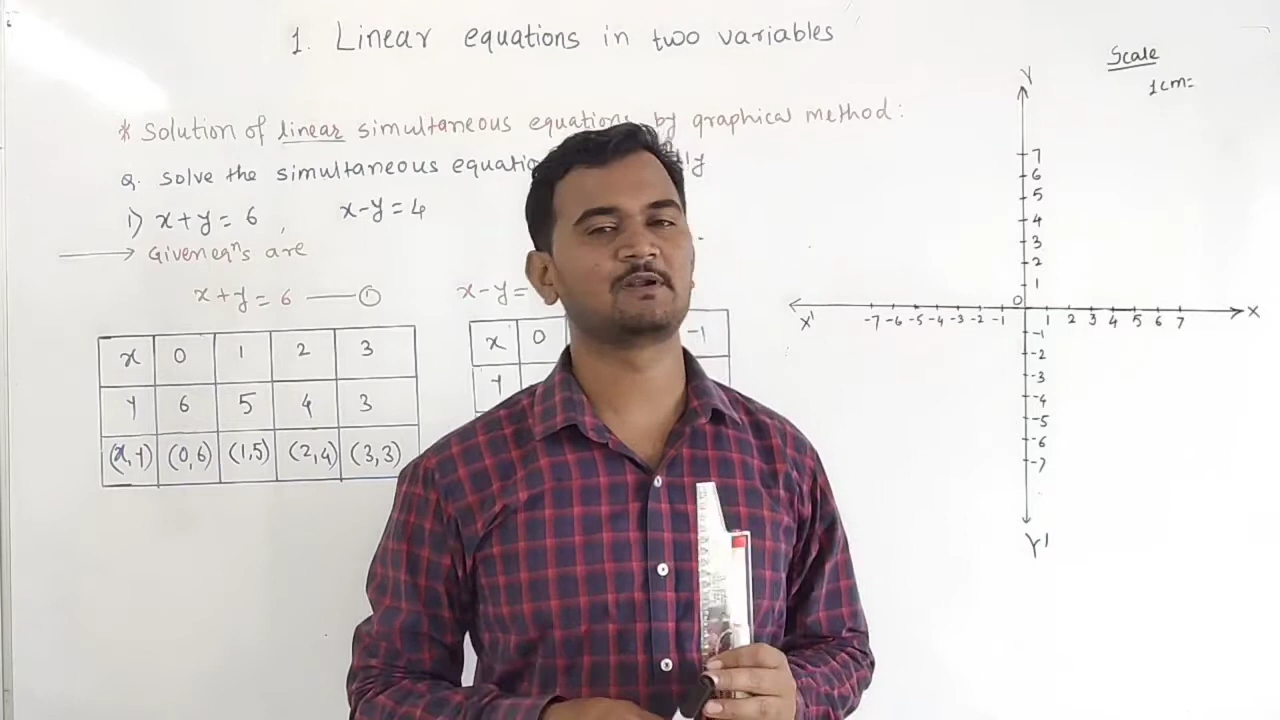 1. Linear equations in two variables
Scale
1cm=
* Solution of linear simultaneous equations by graphical method:
Q. Solve the simultaneous
i) x+y=6, x-y=4
Given eqⁿs are
x+y=6 —①
x-y=
x 0 1 2 3
y 6 5 4 3
(x,y) (0,6) (1,5) (2,4) (3,3)
x 0 -1
y
Y
7
6
5
4
3
2
1
0
X' -7 -6 -5 -4 -3 -2 -1 1 2 3 4 5 6 7 X
-1
-2
-3
-4
-5
-6
-7
Y'